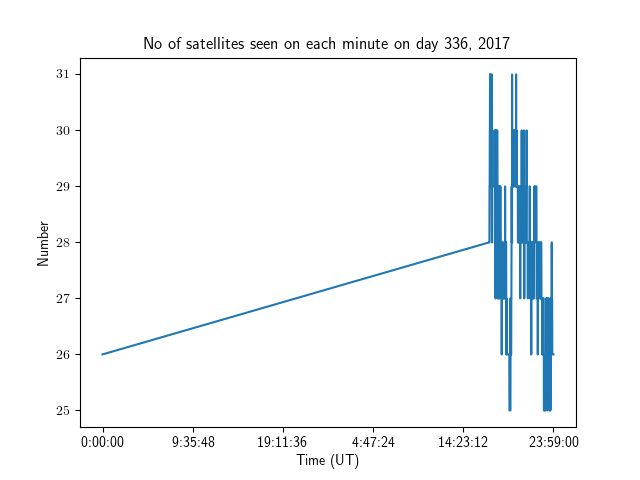 No of satellites seen on each minute on day 336, 2017
31
30
29
28
27
26
25
Number
0:00:00 9:35:48 19:11:36 4:47:24 14:23:12 23:59:00
Time (UT)